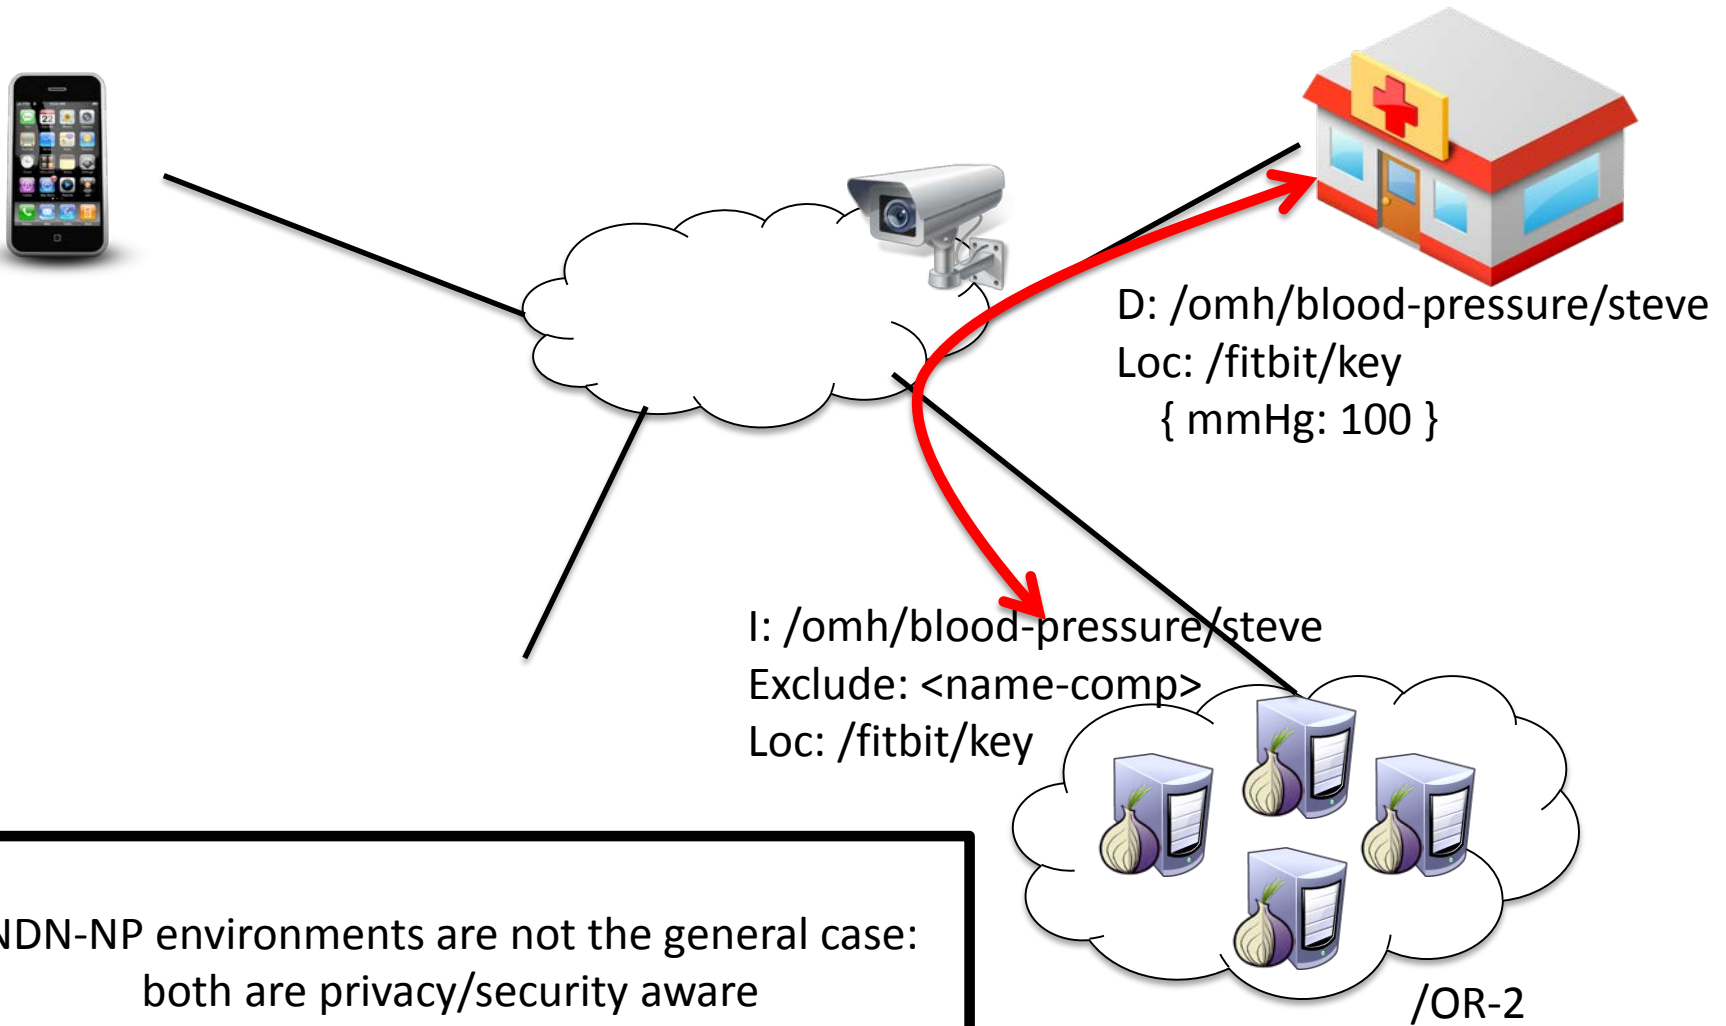 D: /omh/blood-pressure/steve
Loc: /fitbit/key
{ mmHg: 100 }
I: /omh/blood-pressure/steve
Exclude: <name-comp>
Loc: /fitbit/key
NDN-NP environments are not the general case:
both are privacy/security aware
/OR-2